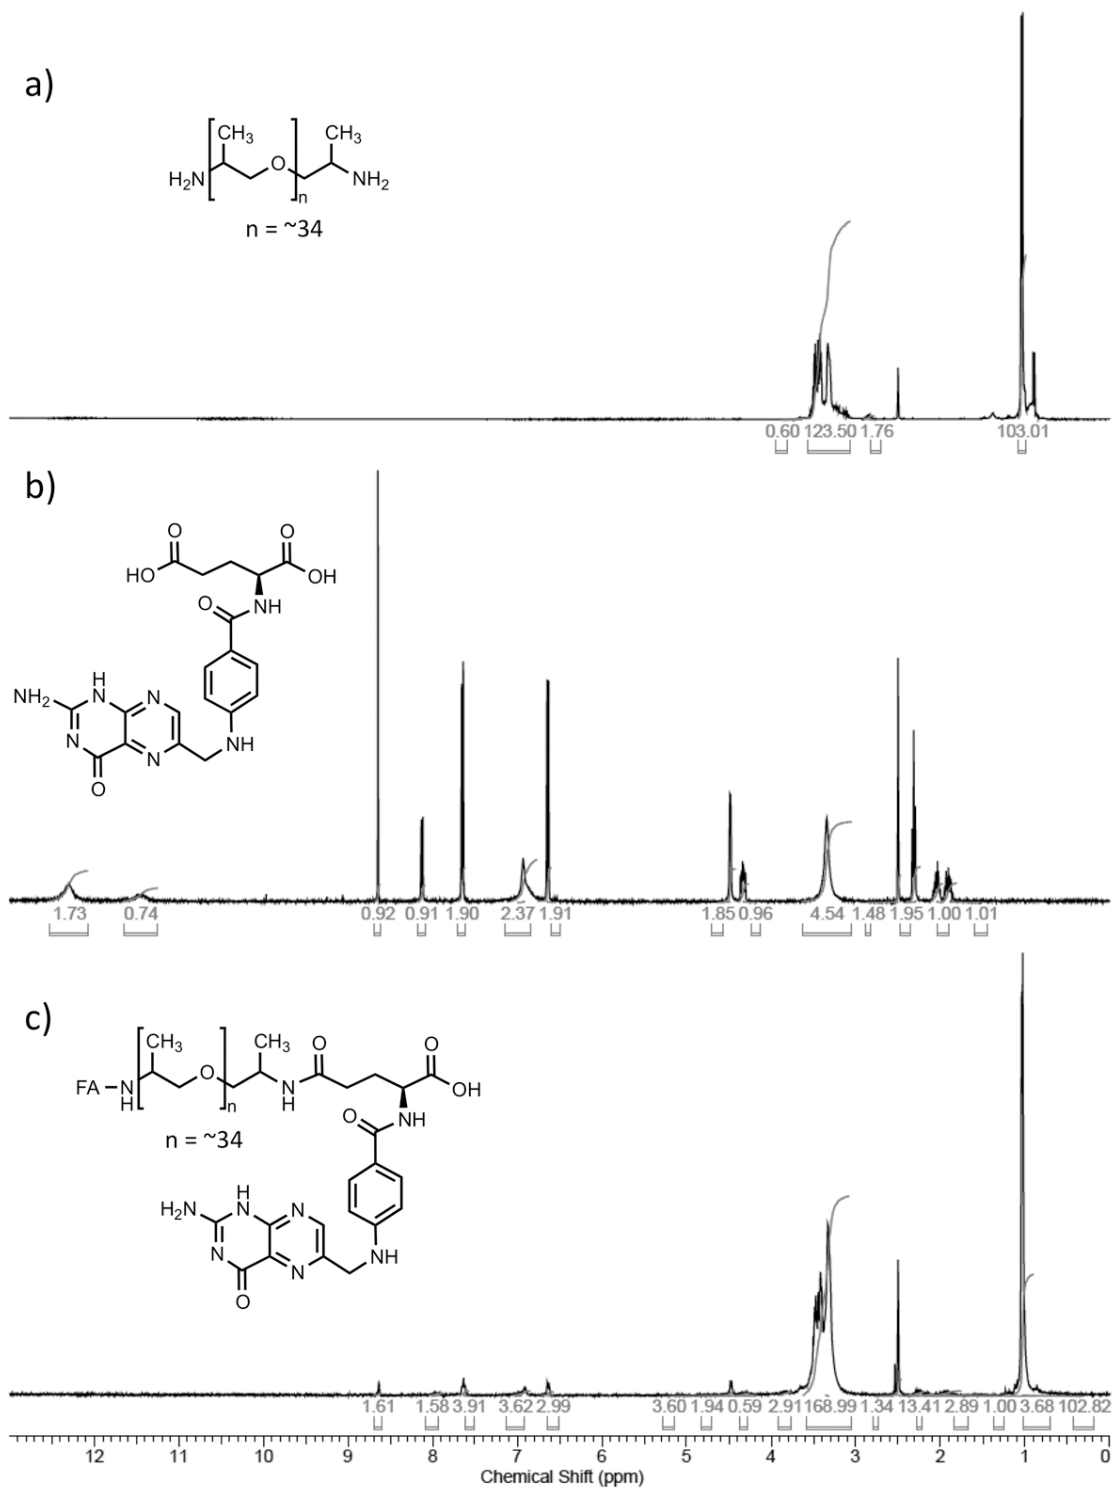 a)
CH3 CH3
H2N O NH2
n
n = ~34
0.60 123.50 1.76 103.01
b)
O O
HO OH
O NH
H
NH2 N N
N N NH
O
1.73 0.74 0.92 0.91 1.90 2.37 1.91 1.85 0.96 4.54 1.48 1.95 1.00 1.01
c)
CH3 CH3 O O
FA N O N OH
H n H
O NH
n = ~34
H
H2N N N
N N NH
O
1.61 1.58 3.91 3.62 2.99 3.60 1.94 0.59 2.91 168.99 1.34 13.41 2.89 1.00 3.68 102.82
12 11 10 9 8 7 6 5 4 3 2 1 0
Chemical Shift (ppm)